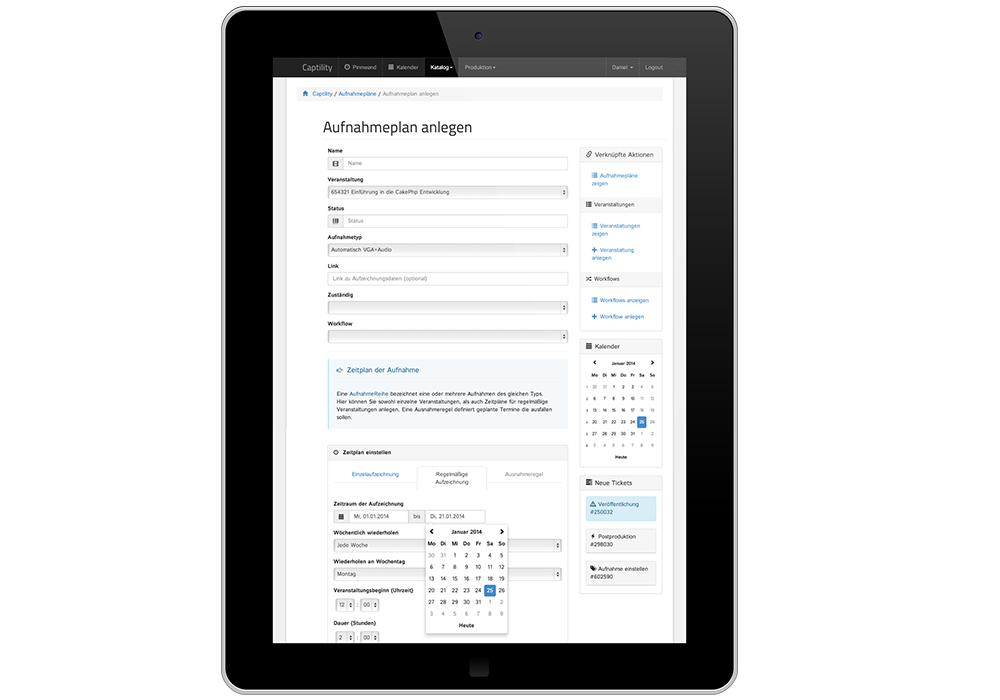 Captility Pinnwand Kalender Katalog Produktion Daniel Logout
Captility / Aufnahmepläne / Aufnahmeplan anlegen
Aufnahmeplan anlegen
Name
Name
Veranstaltung
654321 Einführung in die CakePhp Entwicklung
Status
Status
Aufnahmetyp
Automatisch VGA+Audio
Link
Link zu Aufzeichnungsdaten (optional)
Zuständig
Workflow
Zeitplan der Aufnahme
Eine AufnahmeReihe bezeichnet eine oder mehrere Aufnahmen des gleichen Typs.
Hier können Sie sowohl einzelne Veranstaltungen, als auch Zeitpläne für regelmäßige
Veranstaltungen anlegen. Eine Ausnahmeregel definiert geplante Termine die ausfallen
sollen.
Zeitplan einstellen
Einzelaufzeichnung
Regelmäßige
Aufzeichnung
Ausnahmeregel
Zeitraum der Aufzeichnung
Mi, 01.01.2014 bis Di, 21.01.2014
Wöchentlich wiederholen
Jede Woche
Wiederholen an Wochentag
Montag
Veranstaltungsbeginn (Uhrzeit)
12 : 00
Dauer (Stunden)
2 : 00
Januar 2014
Mo Di Mi Do Fr Sa So
30 31 1 2 3 4 5
6 7 8 9 10 11 12
13 14 15 16 17 18 19
20 21 22 23 24 25 26
27 28 29 30 31 1 2
3 4 5 6 7 8 9
Heute
Verknüpfte Aktionen
Aufnahmepläne
zeigen
Veranstaltungen
Veranstaltungen
zeigen
Veranstaltung
anlegen
Workflows
Workflows anzeigen
Workflow anlegen
Kalender
Januar 2014
Mo Di Mi Do Fr Sa So
1 30 31 1 2 3 4 5
2 6 7 8 9 10 11 12
3 13 14 15 16 17 18 19
4 20 21 22 23 24 25 26
5 27 28 29 30 31 1 2
6 3 4 5 6 7 8 9
Heute
Neue Tickets
Veröffentlichung
#250032
Postproduktion
#298030
Aufnahme einstellen
#602590